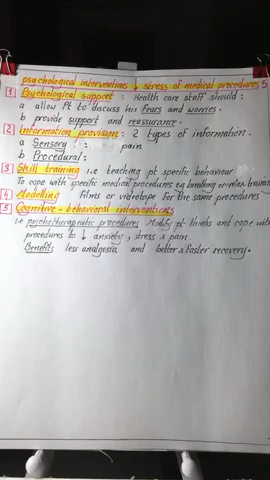 psychological interventions ↓ stress of medical procedures 5
1 Psychological support : Health care staff should :
a allow Pt to discuss his fears and worries.
b provide support and reassurance.
2 Information provision : 2 types of information.
a Sensory : pain
b Procedural :
3 Skill training i.e teaching pt specific behaviour
To cope with specific medical procedures eg breathing training
4 Modelling Films or videotape for the same procedures
5 Cognitive-behavioral interventions
i.e psychotherapeutic procedures Modify pt and cope with
procedures to ↓ anxiety, stress & pain.
Benefits less analgesia and better & faster recovery.